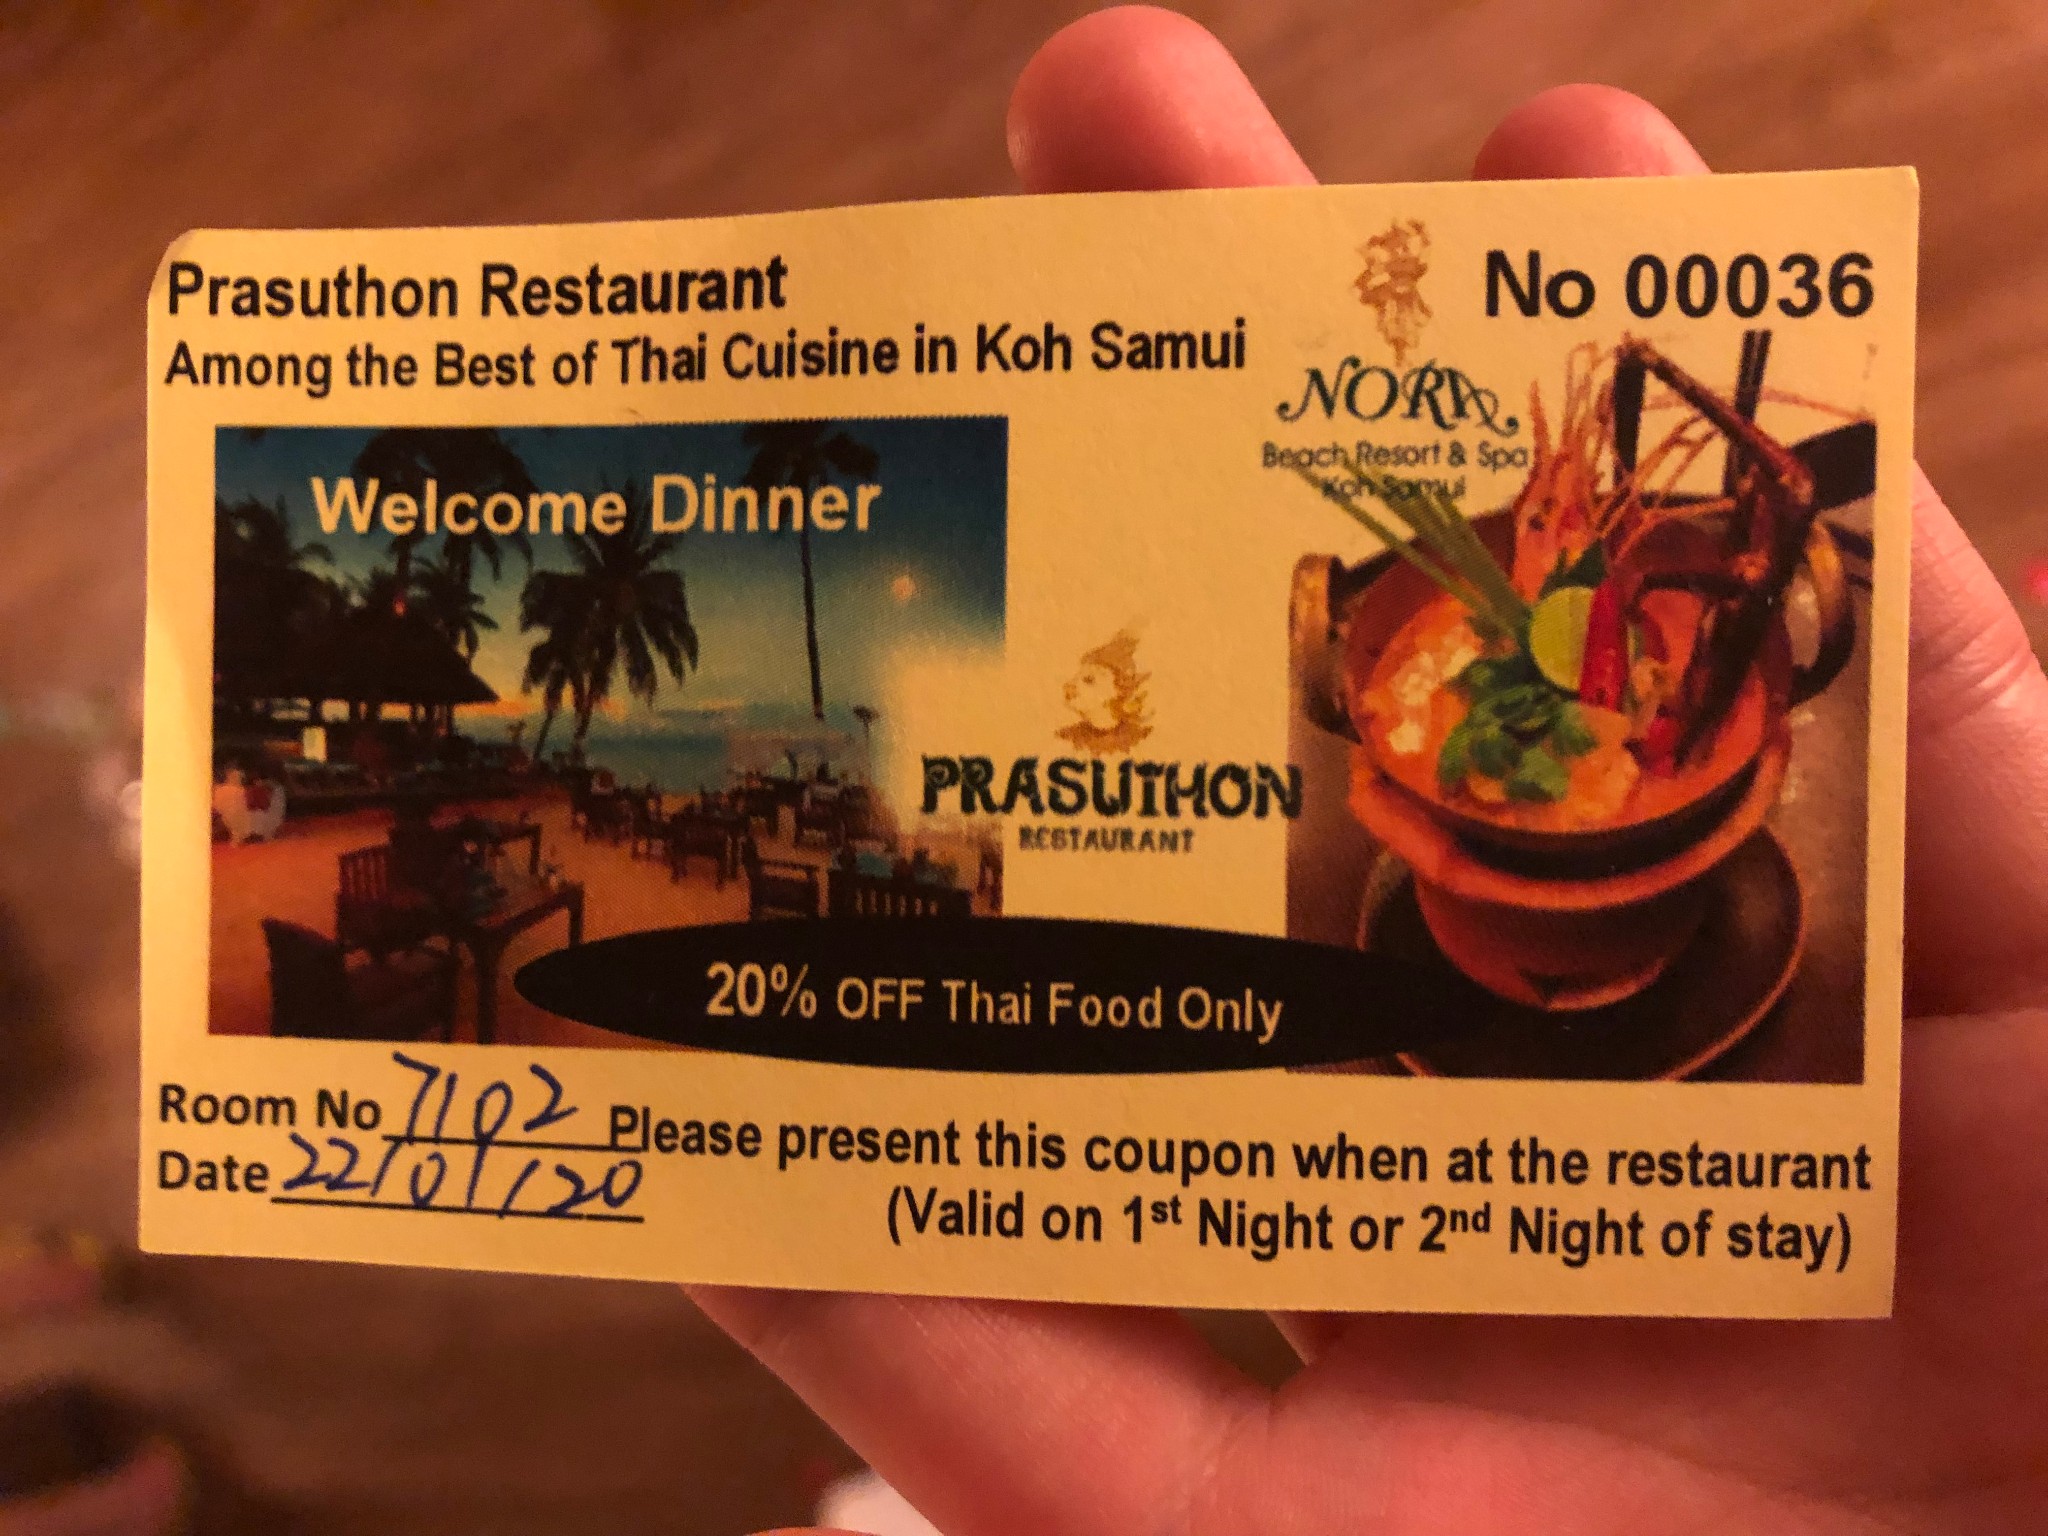 Prasuthon Restaurant
Among the Best of Thai Cuisine in Koh Samui
No 00036
NORA
Beach Resort & Spa
Koh Samui
Welcome Dinner
PRASUTHON
RESTAURANT
20% OFF Thai Food Only
Room No 7102
Date 22/01/20
Please present this coupon when at the restaurant
(Valid on 1st Night or 2nd Night of stay)